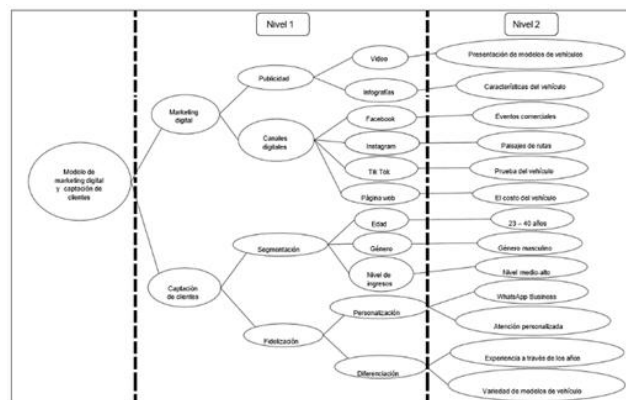 Nivel 1
Nivel 2
Modelo de
marketing digital
y captación de
clientes
Marketing
digital
Publicidad
Video
Presentación de modelos de vehículos
Infografías
Características del vehículo
Canales
digitales
Facebook
Eventos comerciales
Instagram
Paisajes de rutas
Tik Tok
Prueba del vehículo
Página web
El costo del vehículo
Captación
de clientes
Segmentación
Edad
23 – 40 años
Género
Género masculino
Nivel de
ingresos
Nivel medio-alto
Fidelización
Personalización
WhatsApp Business
Atención personalizada
Diferenciación
Experiencia a través de los años
Variedad de modelos de vehículo